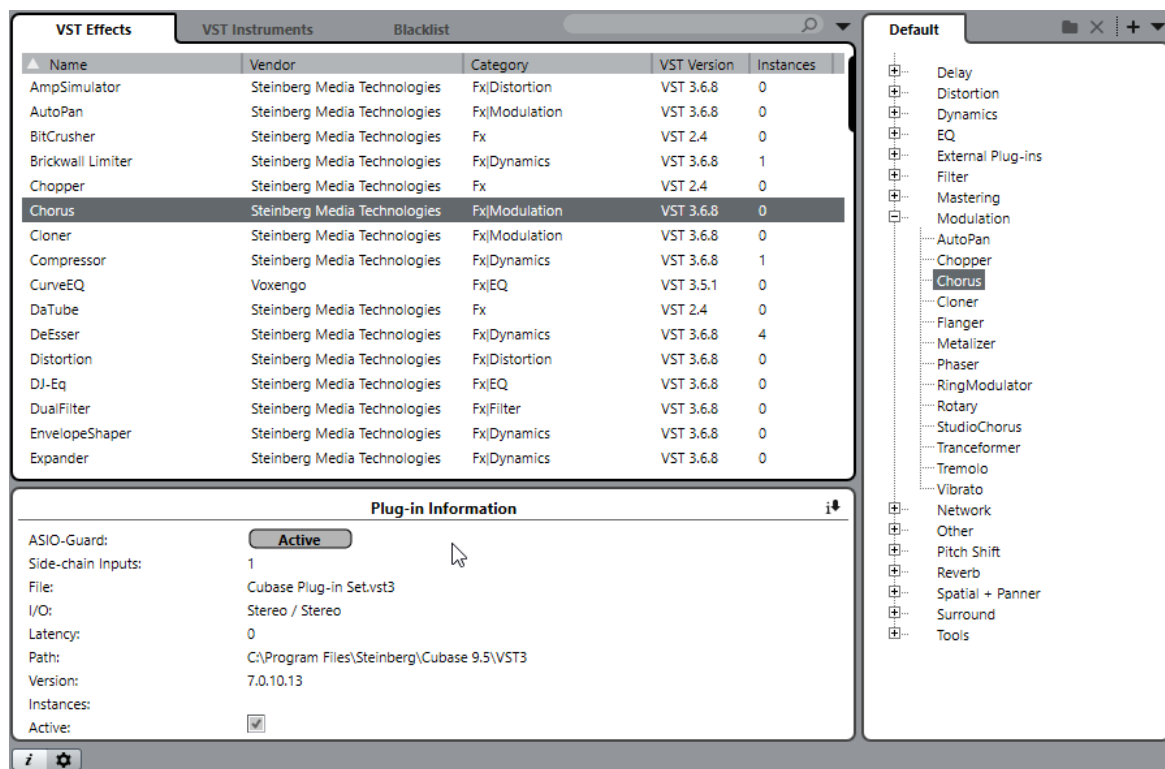 VST Effects VST Instruments Blacklist
Name Vendor Category VST Version Instances
AmpSimulator Steinberg Media Technologies Fx|Distortion VST 3.6.8 0
AutoPan Steinberg Media Technologies Fx|Modulation VST 3.6.8 0
BitCrusher Steinberg Media Technologies Fx VST 2.4 0
Brickwall Limiter Steinberg Media Technologies Fx|Dynamics VST 3.6.8 1
Chopper Steinberg Media Technologies Fx VST 2.4 0
Chorus Steinberg Media Technologies Fx|Modulation VST 3.6.8 0
Cloner Steinberg Media Technologies Fx|Modulation VST 3.6.8 0
Compressor Steinberg Media Technologies Fx|Dynamics VST 3.6.8 1
CurveEQ Voxengo Fx|EQ VST 3.5.1 0
DaTube Steinberg Media Technologies Fx VST 2.4 0
DeEsser Steinberg Media Technologies Fx|Dynamics VST 3.6.8 4
Distortion Steinberg Media Technologies Fx|Distortion VST 3.6.8 0
DJ-Eq Steinberg Media Technologies Fx|EQ VST 3.6.8 0
DualFilter Steinberg Media Technologies Fx|Filter VST 3.6.8 0
EnvelopeShaper Steinberg Media Technologies Fx|Dynamics VST 3.6.8 0
Expander Steinberg Media Technologies Fx|Dynamics VST 3.6.8 0
Plug-in Information
ASIO-Guard: Active
Side-chain Inputs: 1
File: Cubase Plug-in Set.vst3
I/O: Stereo / Stereo
Latency: 0
Path: C:\Program Files\Steinberg\Cubase 9.5\VST3
Version: 7.0.10.13
Instances:
Active:
Default
Delay
Distortion
Dynamics
EQ
External Plug-ins
Filter
Mastering
Modulation
AutoPan
Chopper
Chorus
Cloner
Flanger
Metalizer
Phaser
RingModulator
Rotary
StudioChorus
Tranceformer
Tremolo
Vibrato
Network
Other
Pitch Shift
Reverb
Spatial + Panner
Surround
Tools